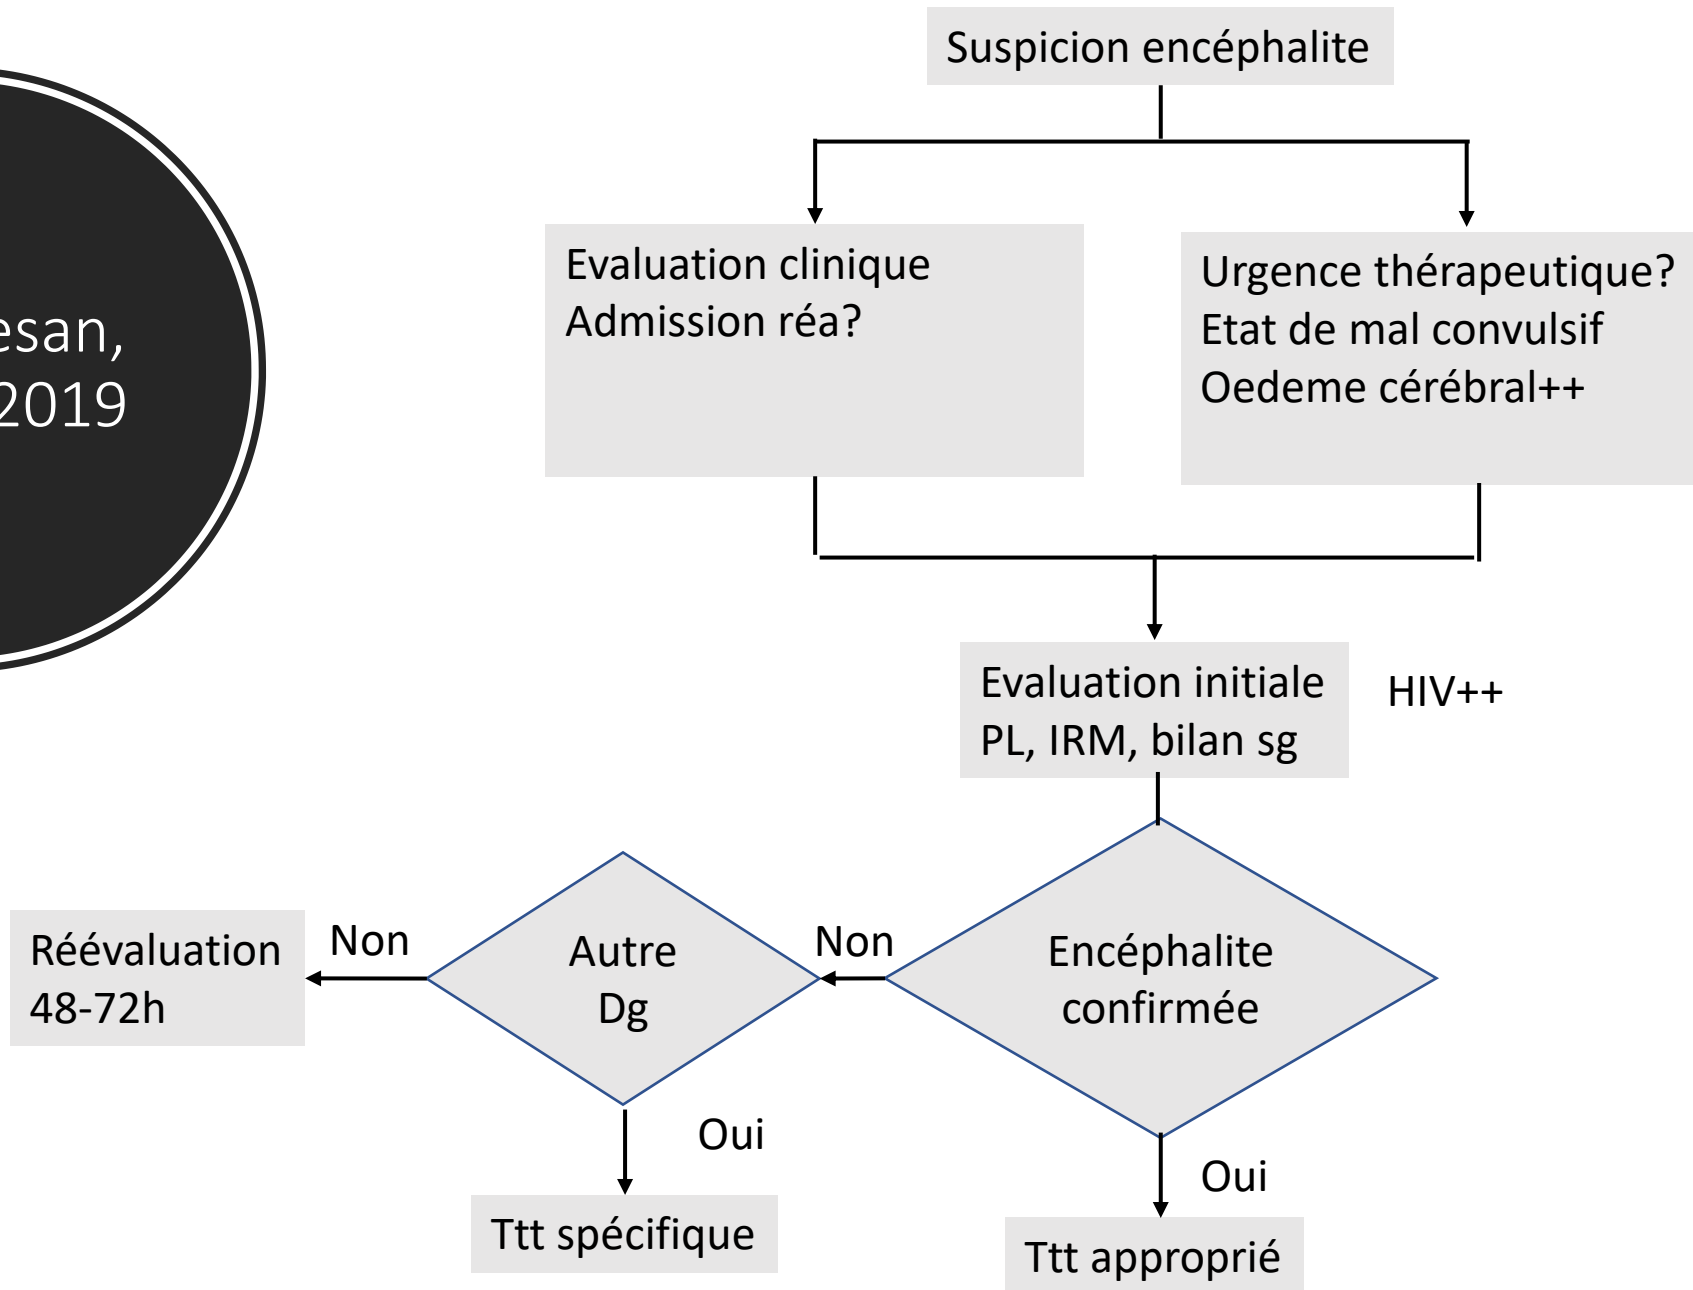 Suspicion encéphalite
Evaluation clinique
Admission réa?
Urgence thérapeutique?
Etat de mal convulsif
Oedeme cérébral++
2019
Evaluation initiale
PL, IRM, bilan sg
HIV++
Encéphalite
confirmée
Non
Autre
Dg
Non
Réévaluation
48-72h
Oui
Ttt spécifique
Oui
Ttt approprié